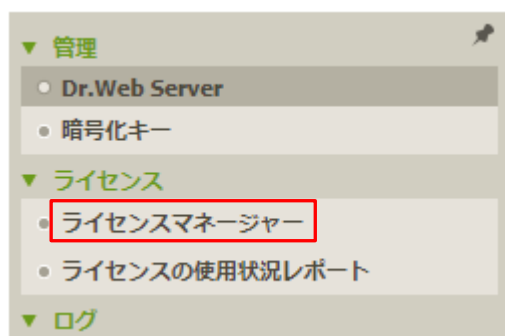 管理
Dr.Web Server
暗号化キー
ライセンス
ライセンスマネージャー
ライセンスの使用状況レポート
ログ